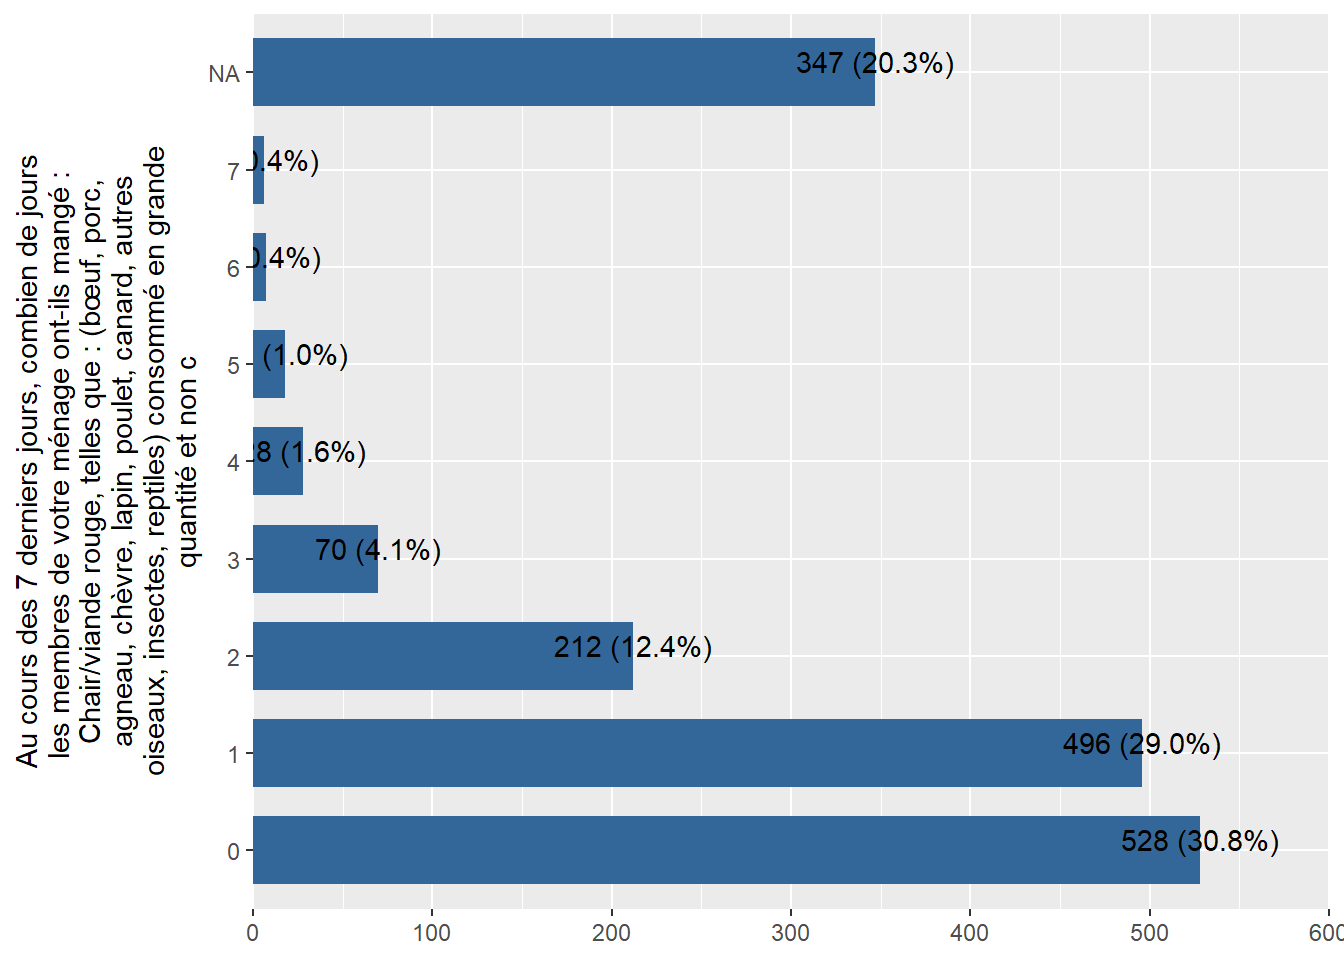 Au cours des 7 derniers jours, combien de jours
les membres de votre ménage ont-ils mangé :
Chair/viande rouge, telles que : (bœuf, porc,
agneau, chèvre, lapin, poulet, canard, autres
oiseaux, insectes, reptiles) consommé en grande
quantité et non c
NA 347 (20.3%)
7 0.4%)
6 0.4%)
5 (1.0%)
4 28 (1.6%)
3 70 (4.1%)
2 212 (12.4%)
1 496 (29.0%)
0 528 (30.8%)
0 100 200 300 400 500 600